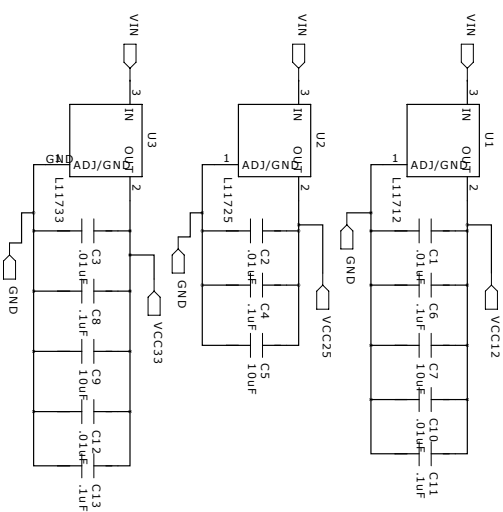 VIN
3
IN
U3
OUT
GND
1
ADJ/GND
2
L11733
C3
.01uF
GND
VCC33
C8
.1uF
C9
10uF
C12
.01uF
C13
.1uF
VIN
3
IN
U2
OUT
1
ADJ/GND
2
L11725
C2
.01uF
GND
VCC25
C4
.1uF
C5
10uF
VIN
3
IN
U1
OUT
1
ADJ/GND
2
L11712
C1
.01uF
GND
VCC12
C6
.1uF
C7
10uF
C10
.01uF
C11
.1uF